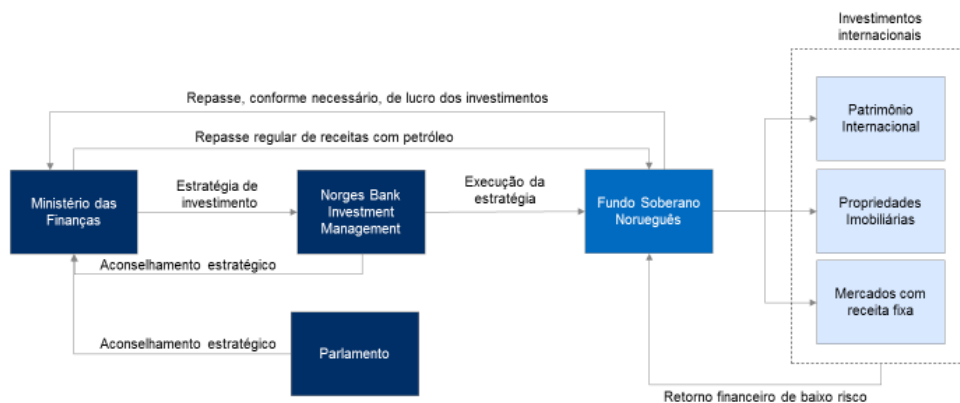 Investimentos
internacionais
Repasse, conforme necessário, de lucro dos investimentos
Repasse regular de receitas com petróleo
Patrimônio
Internacional
Ministério das
Finanças
Estratégia de
investimento
Norges Bank
Investment
Management
Execução da
estratégia
Fundo Soberano
Norueguês
Propriedades
Imobiliárias
Aconselhamento estratégico
Mercados com
receita fixa
Aconselhamento estratégico
Parlamento
Retorno financeiro de baixo risco